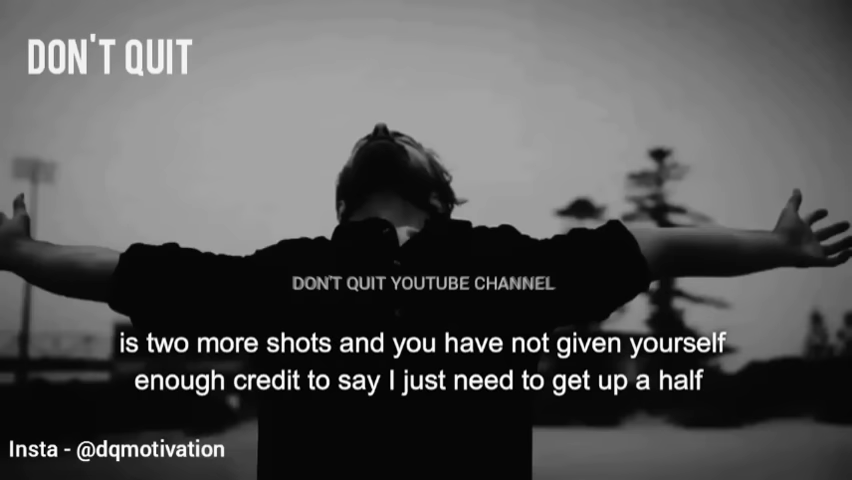 DON'T QUIT
DON'T QUIT YOUTUBE CHANNEL
is two more shots and you have not given yourself
enough credit to say I just need to get up a half
Insta - @dqmotivation